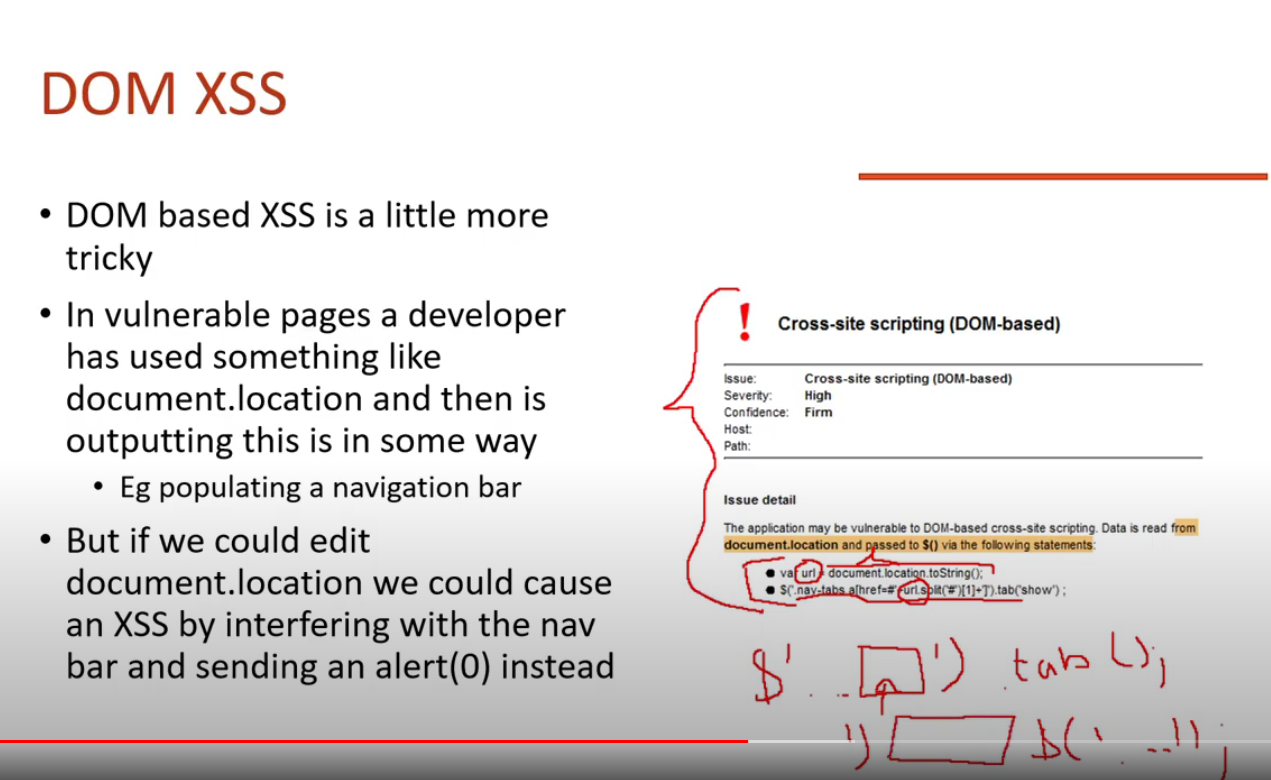 DOM XSS
• DOM based XSS is a little more
tricky
• In vulnerable pages a developer
has used something like
document.location and then is
outputting this is in some way
• Eg populating a navigation bar
• But if we could edit
document.location we could cause
an XSS by interfering with the nav
bar and sending an alert(0) instead
! Cross-site scripting (DOM-based)
Issue: Cross-site scripting (DOM-based)
Severity: High
Confidence: Firm
Host:
Path:
Issue detail
The application may be vulnerable to DOM-based cross-site scripting. Data is read from
document.location and passed to $() via the following statements:
• var url = document.location.toString();
• $('.nav-tabs a[href=#'+url.split('#')[1]+']').tab('show') ;
$' ... ') tab();